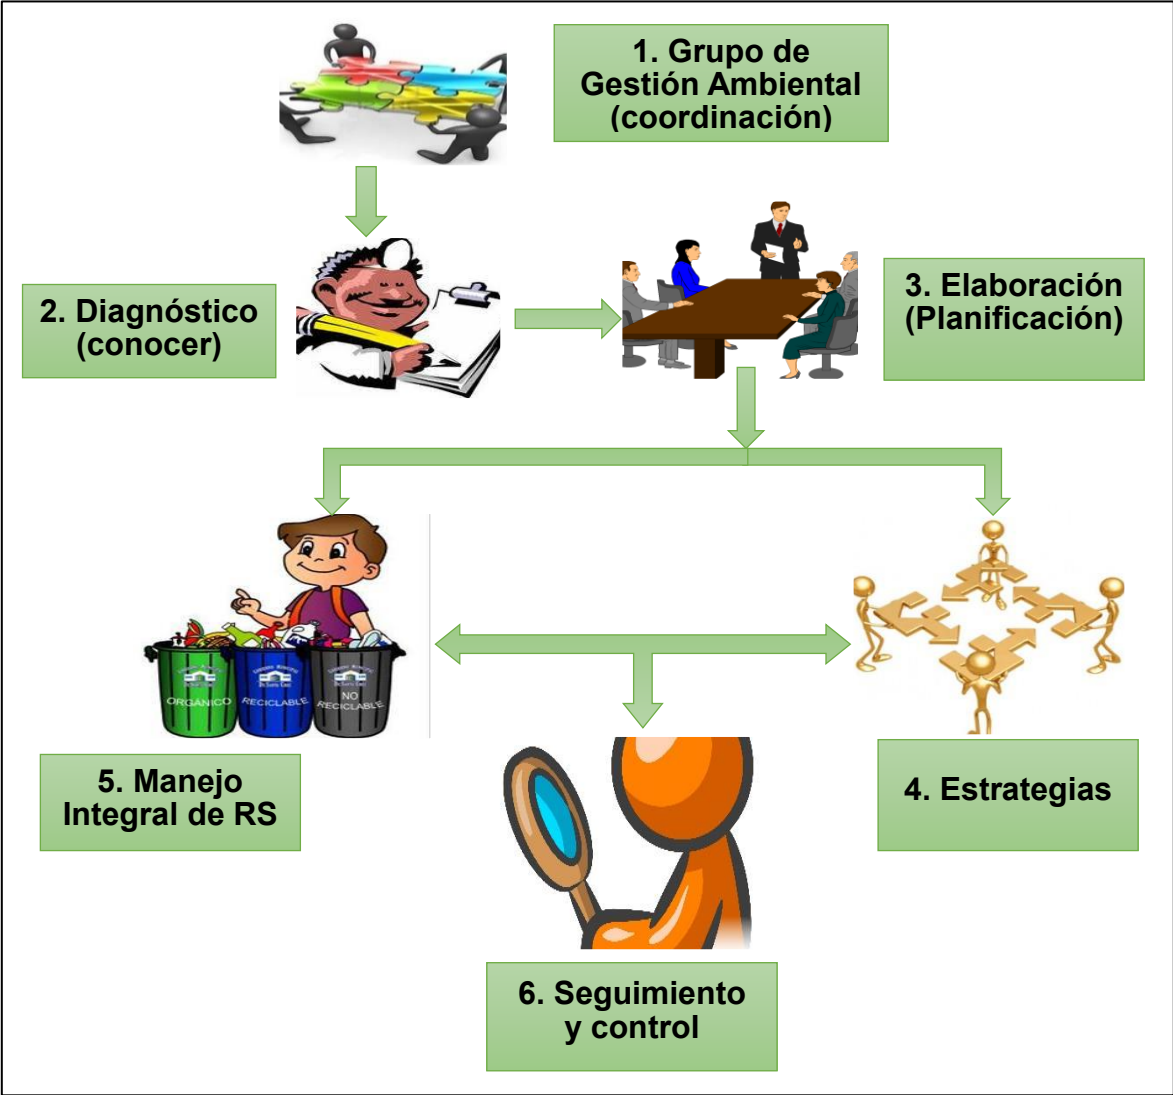 1. Grupo de
Gestión Ambiental
(coordinación)
2. Diagnóstico
(conocer)
3. Elaboración
(Planificación)
ORGÁNICO
RECICLABLE
NO
RECICLABLE
5. Manejo
Integral de RS
4. Estrategias
6. Seguimiento
y control